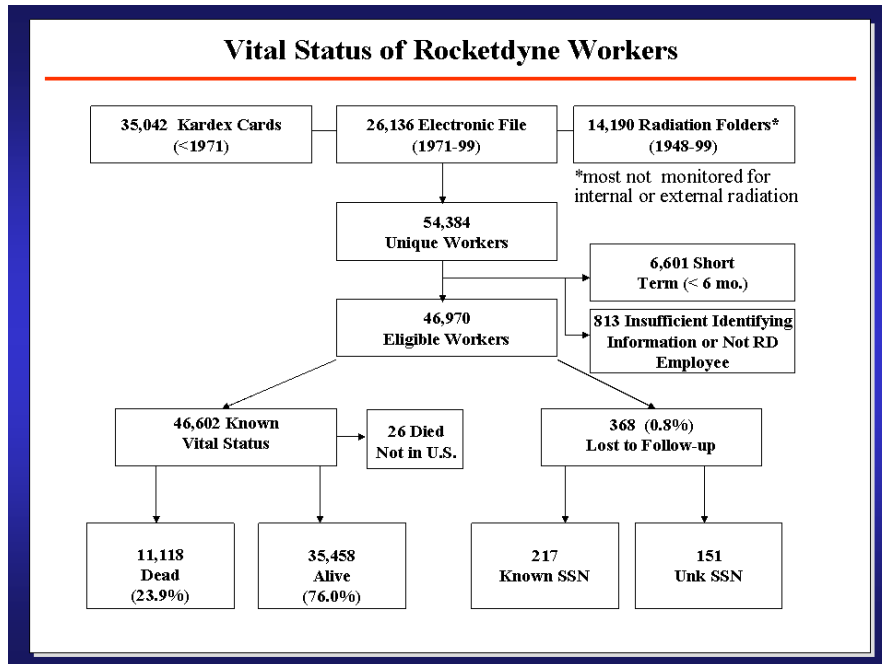 Vital Status of Rocketdyne Workers
35,042 Kardex Cards
(<1971)
26,136 Electronic File
(1971-99)
14,190 Radiation Folders*
(1948-99)
*most not monitored for
internal or external radiation
54,384
Unique Workers
6,601 Short
Term (< 6 mo.)
46,970
Eligible Workers
813 Insufficient Identifying
Information or Not RD
Employee
46,602 Known
Vital Status
26 Died
Not in U.S.
368 (0.8%)
Lost to Follow-up
11,118
Dead
(23.9%)
35,458
Alive
(76.0%)
217
Known SSN
151
Unk SSN